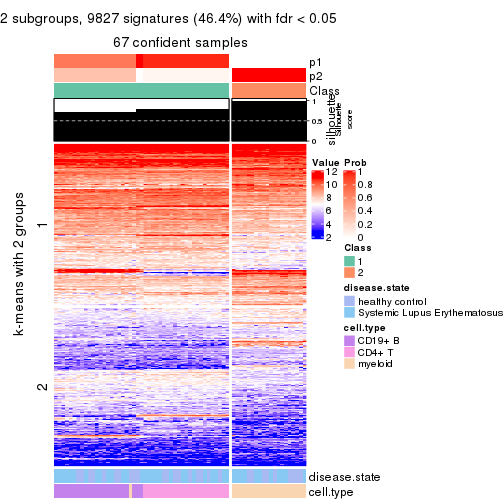 2 subgroups, 9827 signatures (46.4%) with fdr < 0.05
67 confident samples
p1
p2
Class
silhouette
Silhouette
score
1
0.5
0
k-means with 2 groups
1
2
Value
12
10
8
6
4
2
Prob
1
0.8
0.6
0.4
0.2
0
Class
1
2
disease.state
healthy control
Systemic Lupus Erythematosus
cell.type
CD19+ B
CD4+ T
myeloid
disease.state
cell.type